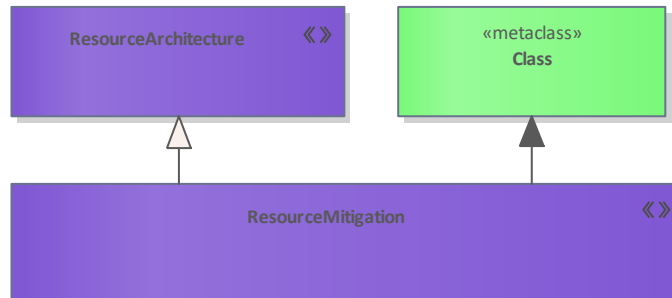 ResourceArchitecture
«»
«metaclass»
Class
ResourceMitigation
«»